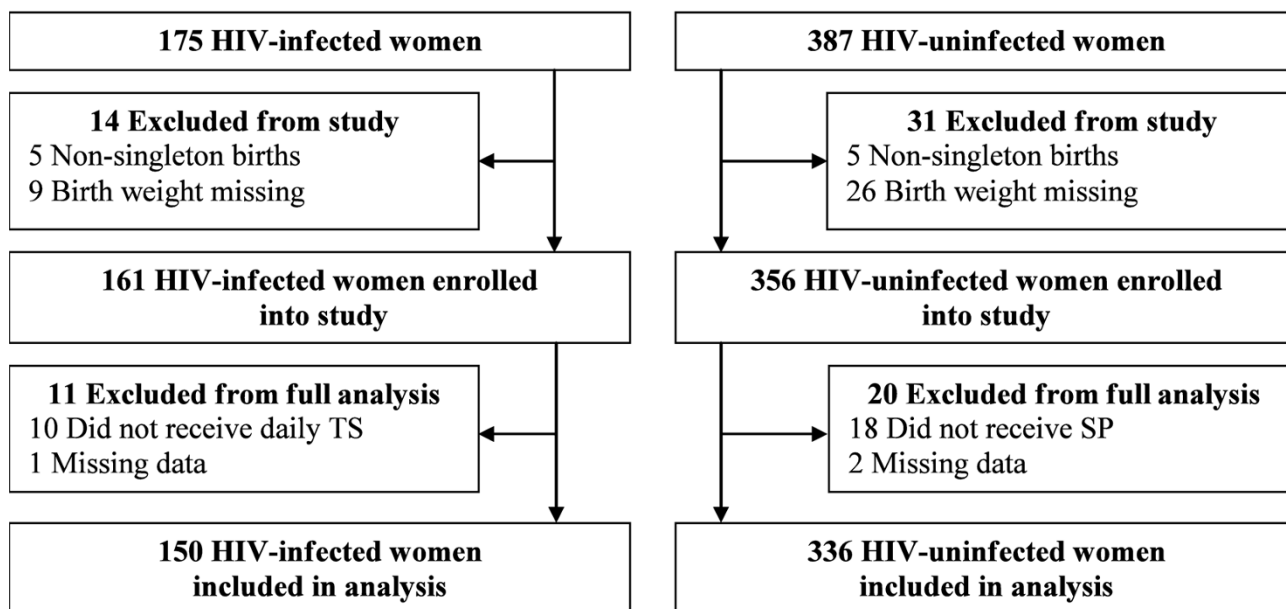 175 HIV-infected women
387 HIV-uninfected women
14 Excluded from study
5 Non-singleton births
9 Birth weight missing
31 Excluded from study
5 Non-singleton births
26 Birth weight missing
161 HIV-infected women enrolled
into study
356 HIV-uninfected women enrolled
into study
11 Excluded from full analysis
10 Did not receive daily TS
1 Missing data
20 Excluded from full analysis
18 Did not receive SP
2 Missing data
150 HIV-infected women
included in analysis
336 HIV-uninfected women
included in analysis